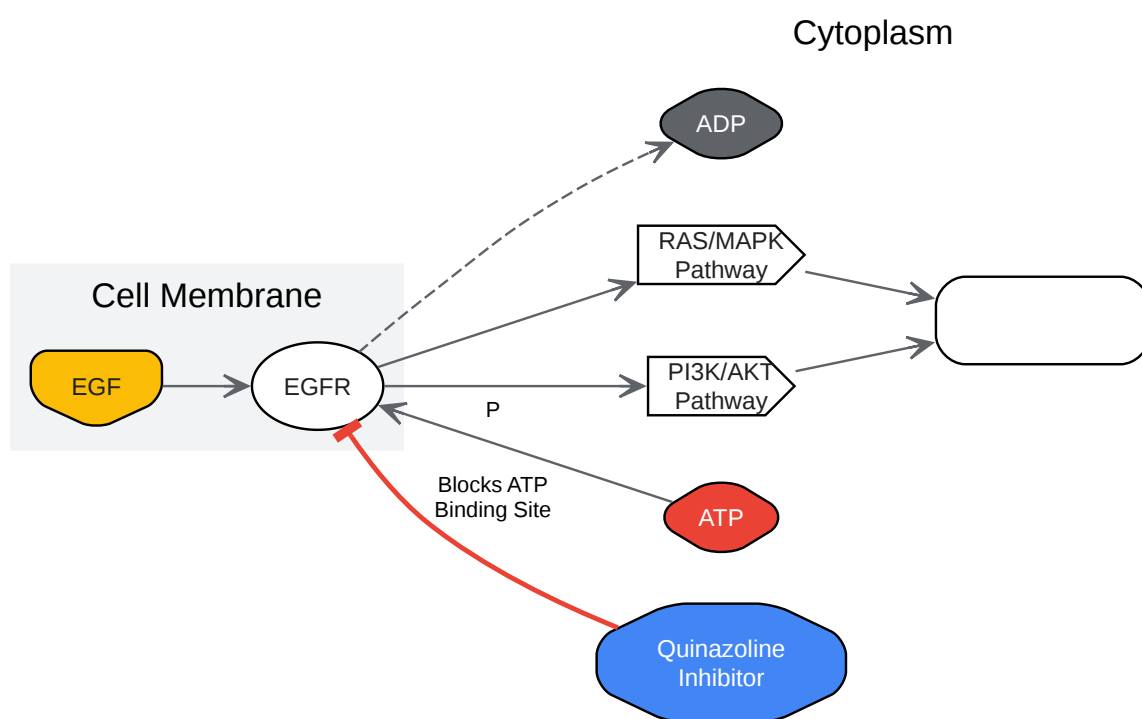 Cytoplasm
ADP
RAS/MAPK
Pathway
Cell Membrane
EGF
EGFR
PI3K/AKT
Pathway
P
Blocks ATP
Binding Site
ATP
Quinazoline
Inhibitor